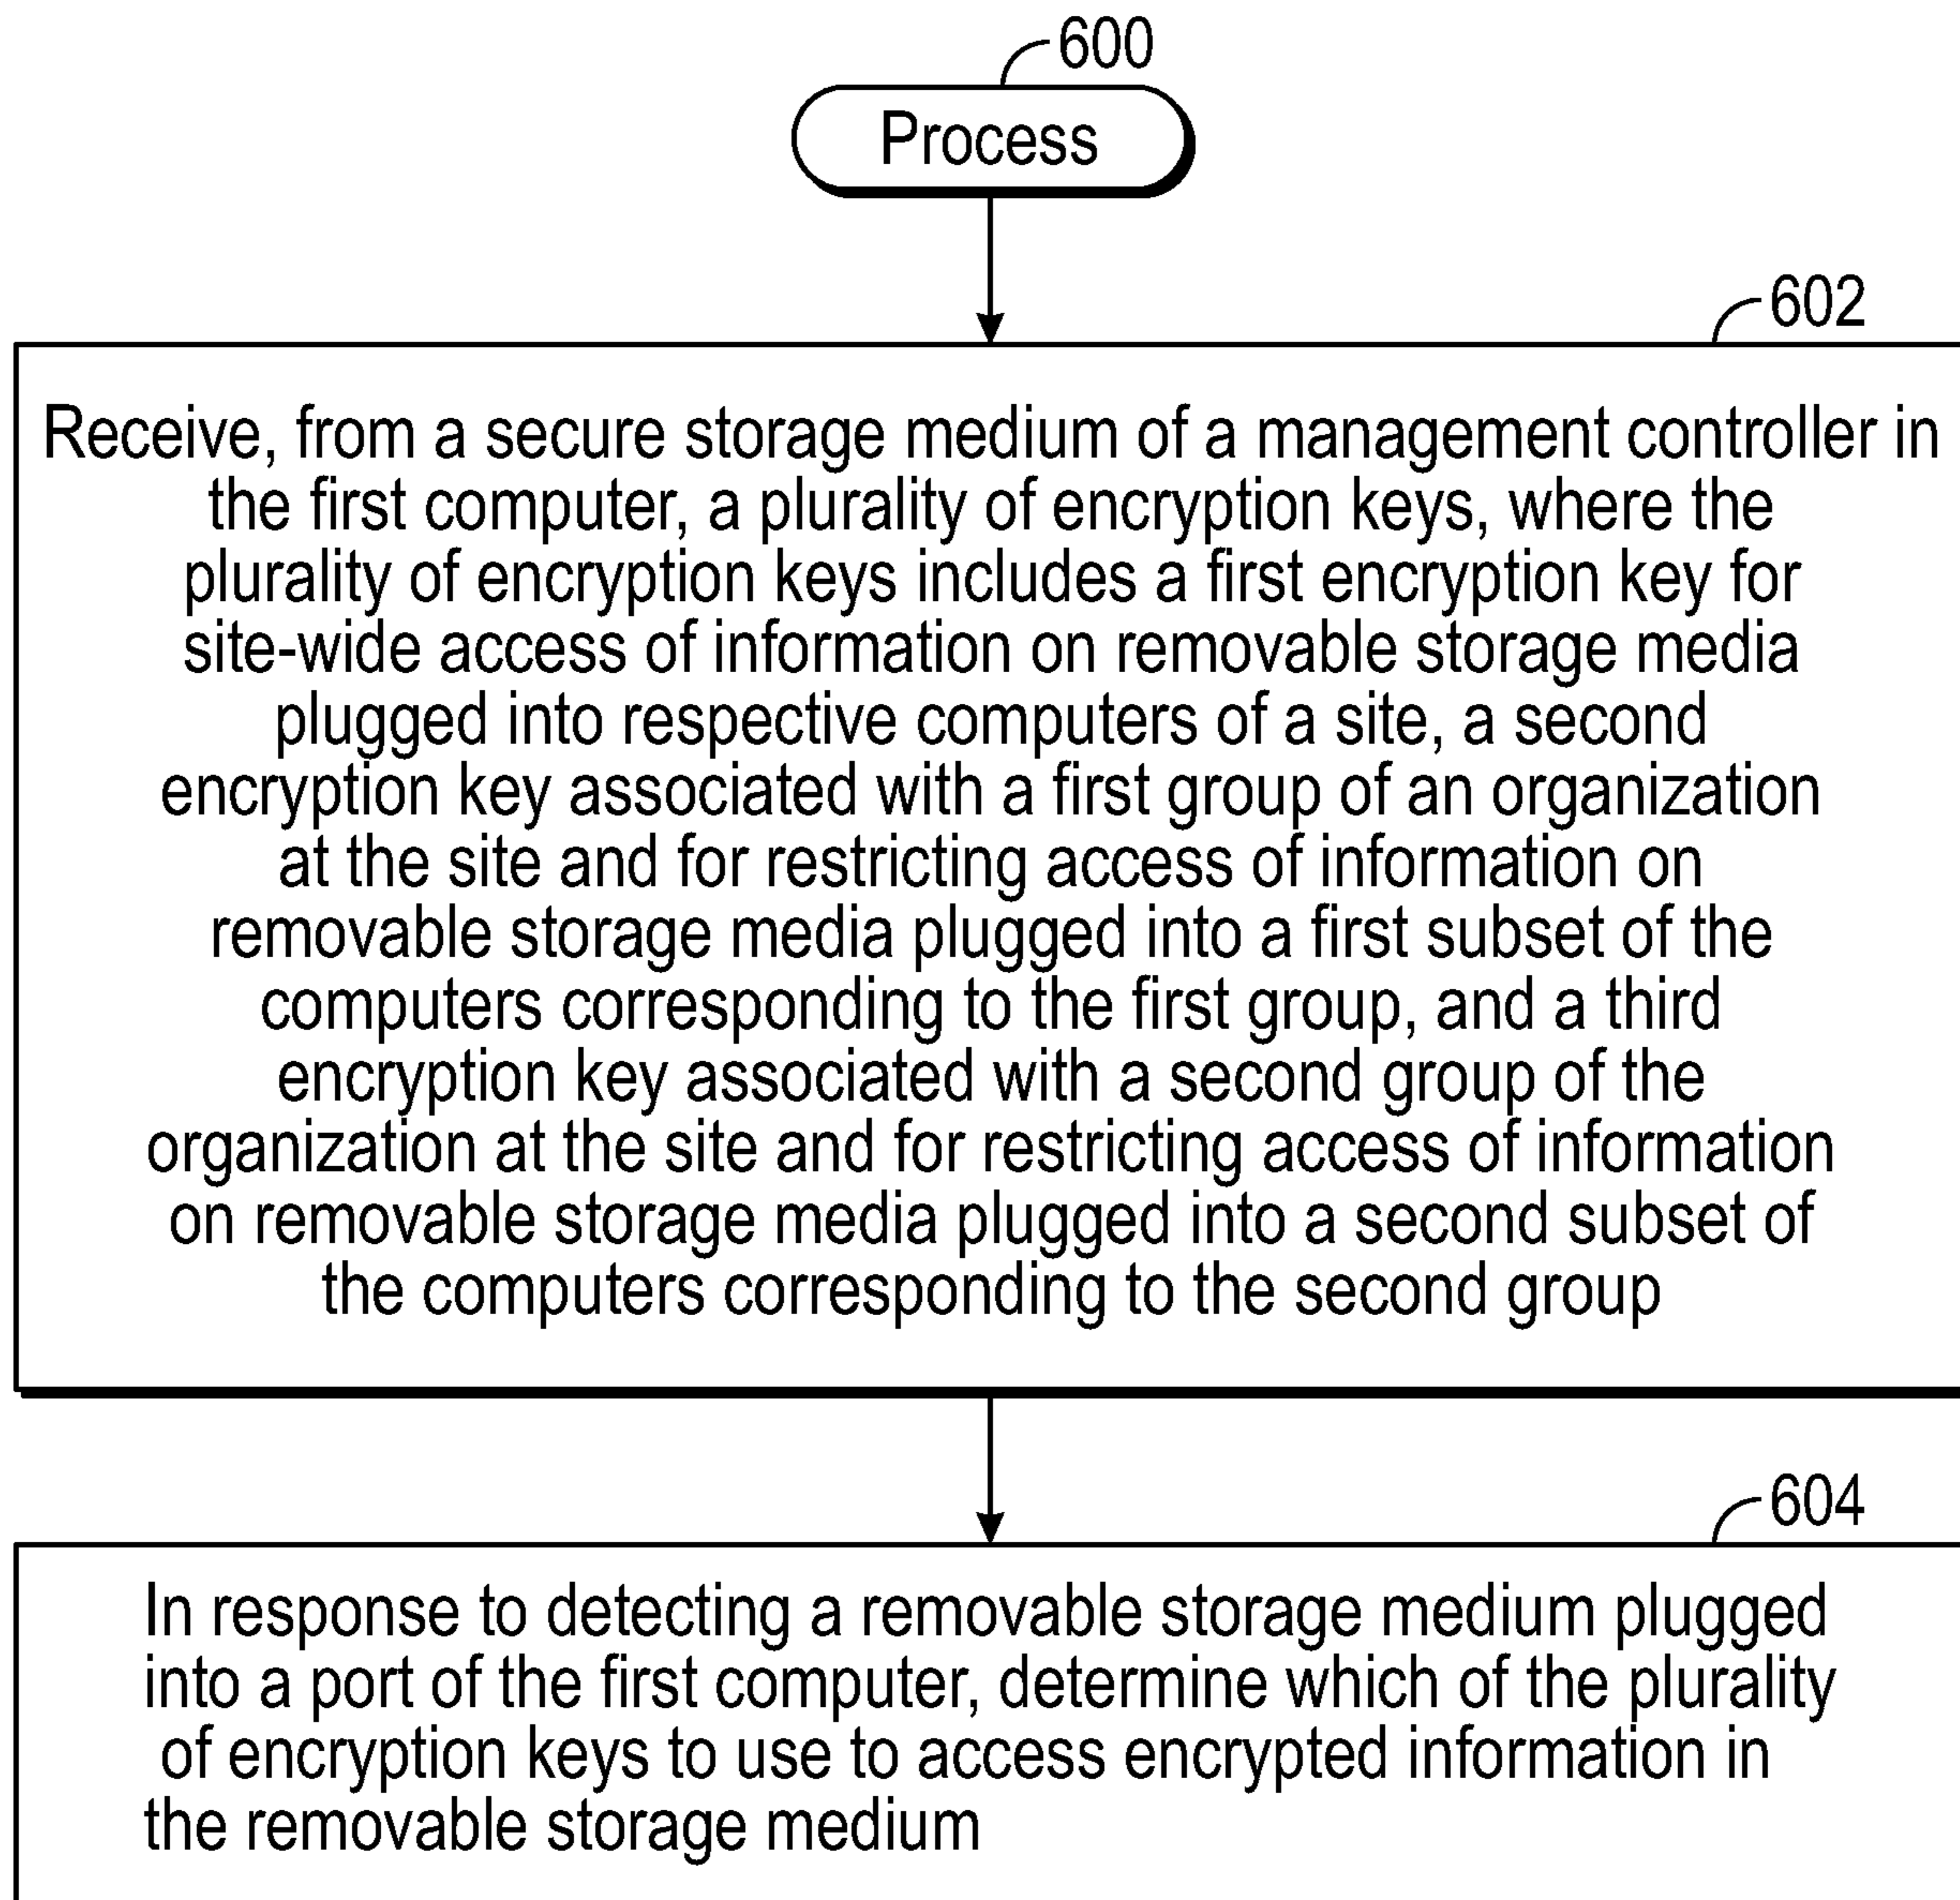 600
Process
602
Receive, from a secure storage medium of a management controller in
the first computer, a plurality of encryption keys, where the
plurality of encryption keys includes a first encryption key for
site-wide access of information on removable storage media
plugged into respective computers of a site, a second
encryption key associated with a first group of an organization
at the site and for restricting access of information on
removable storage media plugged into a first subset of the
computers corresponding to the first group, and a third
encryption key associated with a second group of the
organization at the site and for restricting access of information
on removable storage media plugged into a second subset of
the computers corresponding to the second group
604
In response to detecting a removable storage medium plugged
into a port of the first computer, determine which of the plurality
of encryption keys to use to access encrypted information in
the removable storage medium